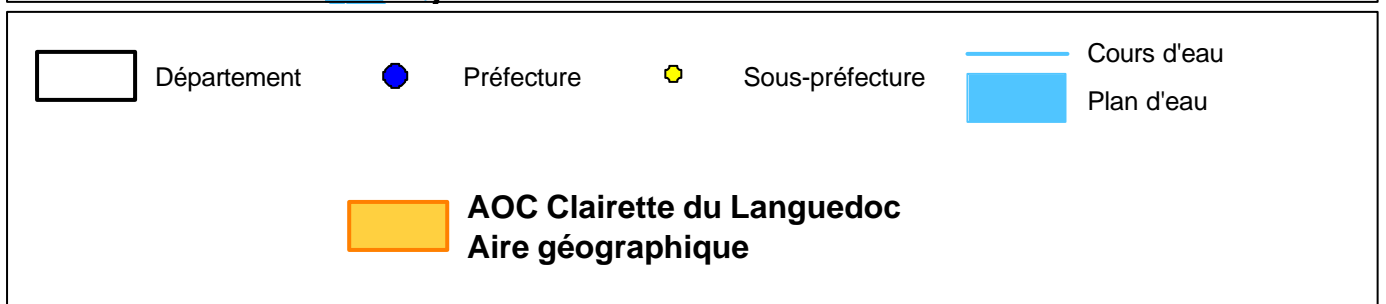 Département
Préfecture
Sous-préfecture
Cours d'eau
Plan d'eau
AOC Clairette du Languedoc
Aire géographique